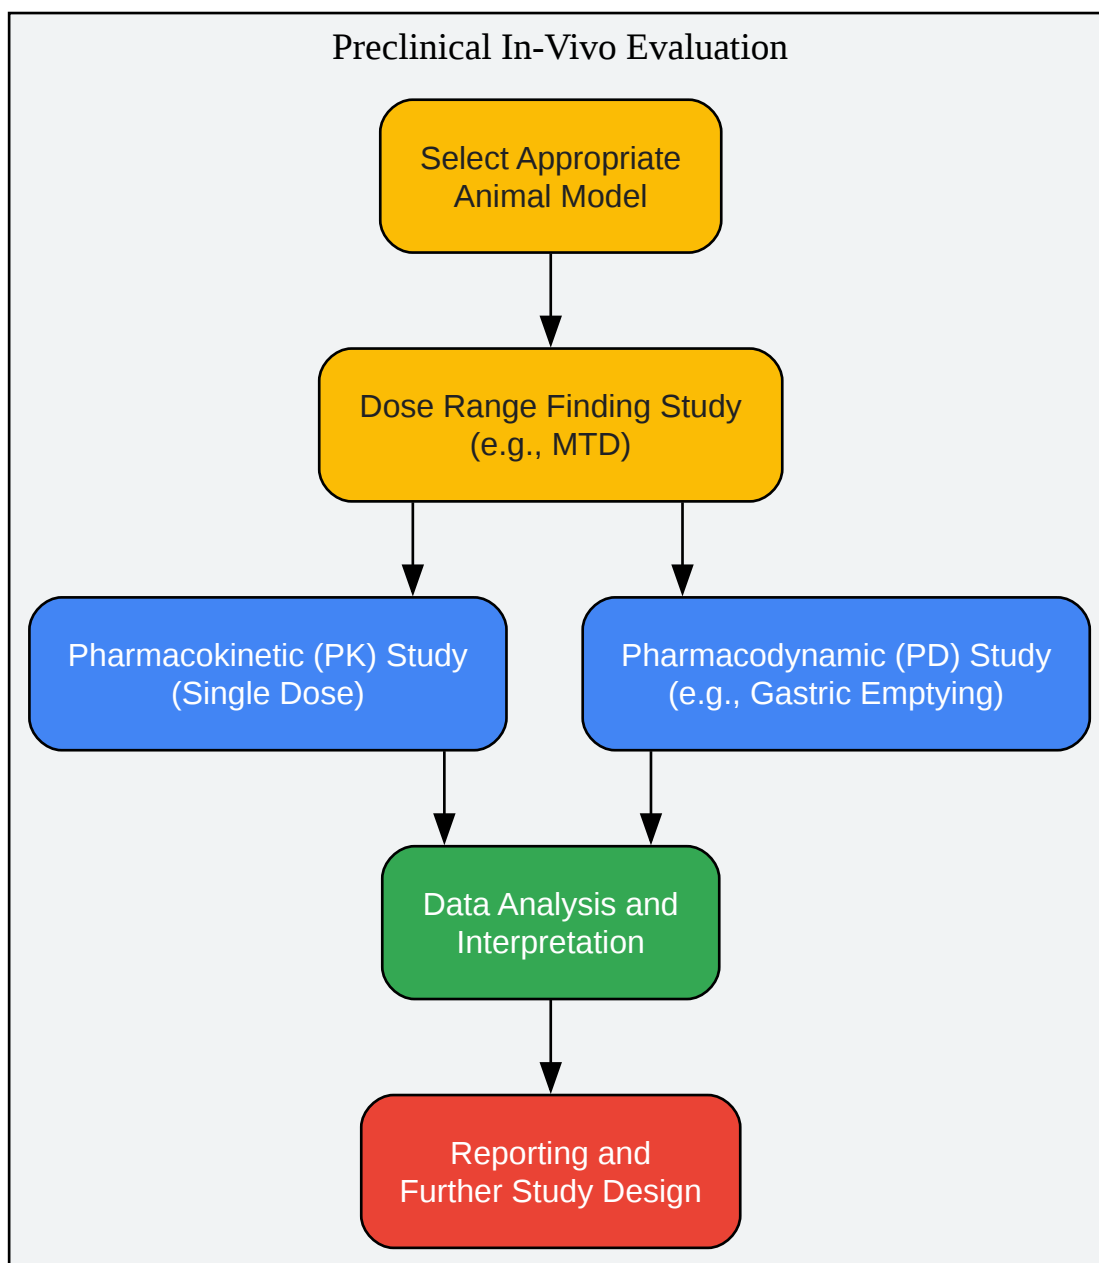 Preclinical In-Vivo Evaluation
Select Appropriate
Animal Model
Dose Range Finding Study
(e.g., MTD)
Pharmacokinetic (PK) Study
(Single Dose)
Pharmacodynamic (PD) Study
(e.g., Gastric Emptying)
Data Analysis and
Interpretation
Reporting and
Further Study Design